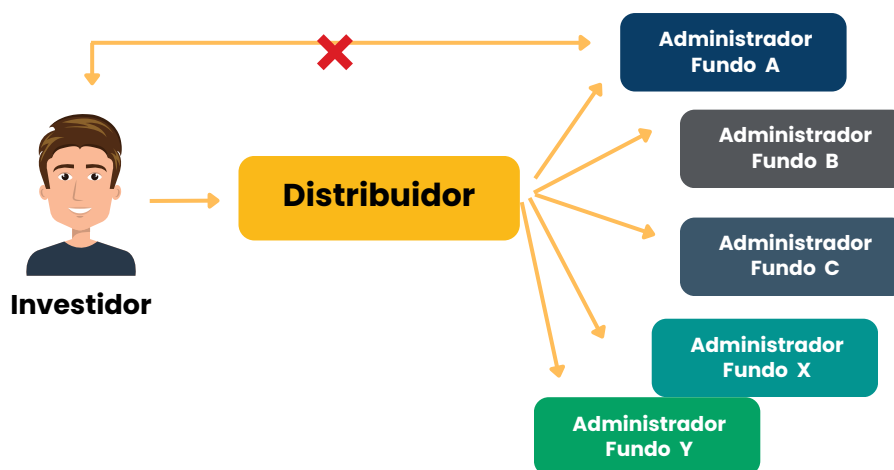 Administrador
Fundo A
Administrador
Fundo B
Distribuidor
Administrador
Fundo C
Investidor
Administrador
Fundo X
Administrador
Fundo Y